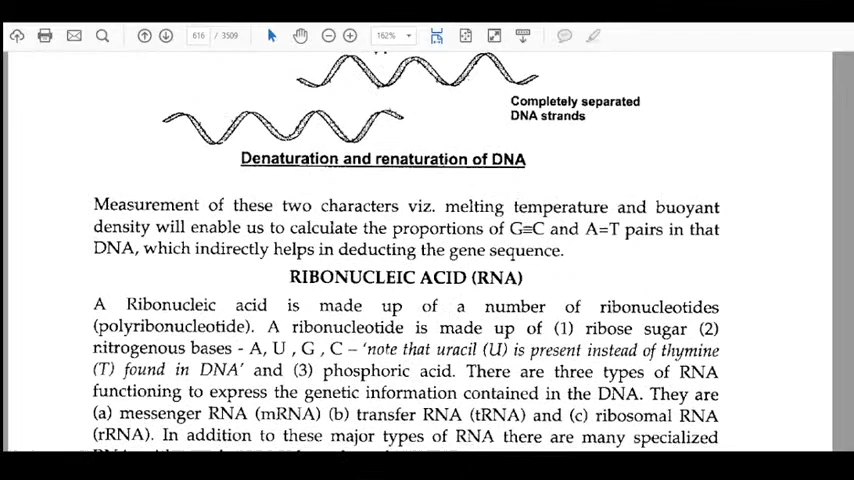 616 / 3509
162%
Completely separated
DNA strands
Denaturation and renaturation of DNA
Measurement of these two characters viz. melting temperature and buoyant
density will enable us to calculate the proportions of G≡C and A=T pairs in that
DNA, which indirectly helps in deducting the gene sequence.
RIBONUCLEIC ACID (RNA)
A Ribonucleic acid is made up of a number of ribonucleotides
(polyribonucleotide). A ribonucleotide is made up of (1) ribose sugar (2)
nitrogenous bases - A, U , G , C – 'note that uracil (U) is present instead of thymine
(T) found in DNA' and (3) phosphoric acid. There are three types of RNA
functioning to express the genetic information contained in the DNA. They are
(a) messenger RNA (mRNA) (b) transfer RNA (tRNA) and (c) ribosomal RNA
(rRNA). In addition to these major types of RNA there are many specialized